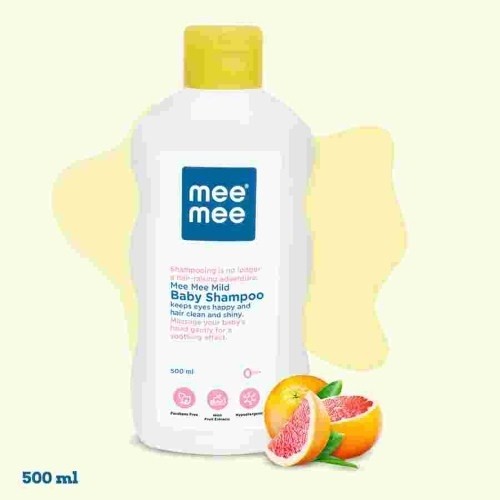 mee
mee
Shampooing is no longer
a hair-raising adventure.
Mee Mee Mild
Baby Shampoo
keeps eyes happy and
hair clean and shiny.
Massage your baby's
head gently for a
soothing effect.
500 ml
0+
Parabens Free
Fruit Extracts
Hypoallergenic
500 ml